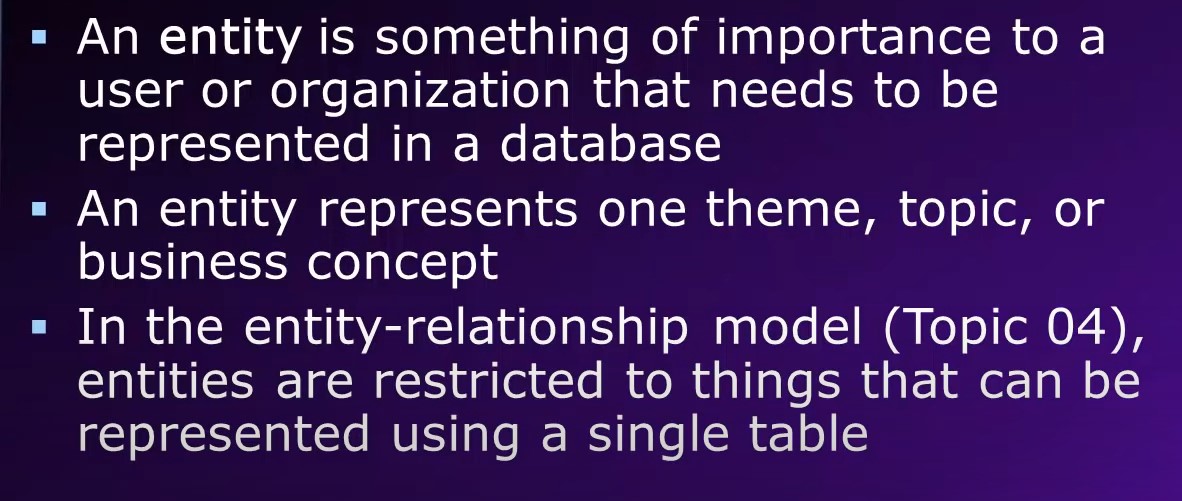 ▪ An entity is something of importance to a
user or organization that needs to be
represented in a database
▪ An entity represents one theme, topic, or
business concept
▪ In the entity-relationship model (Topic 04),
entities are restricted to things that can be
represented using a single table